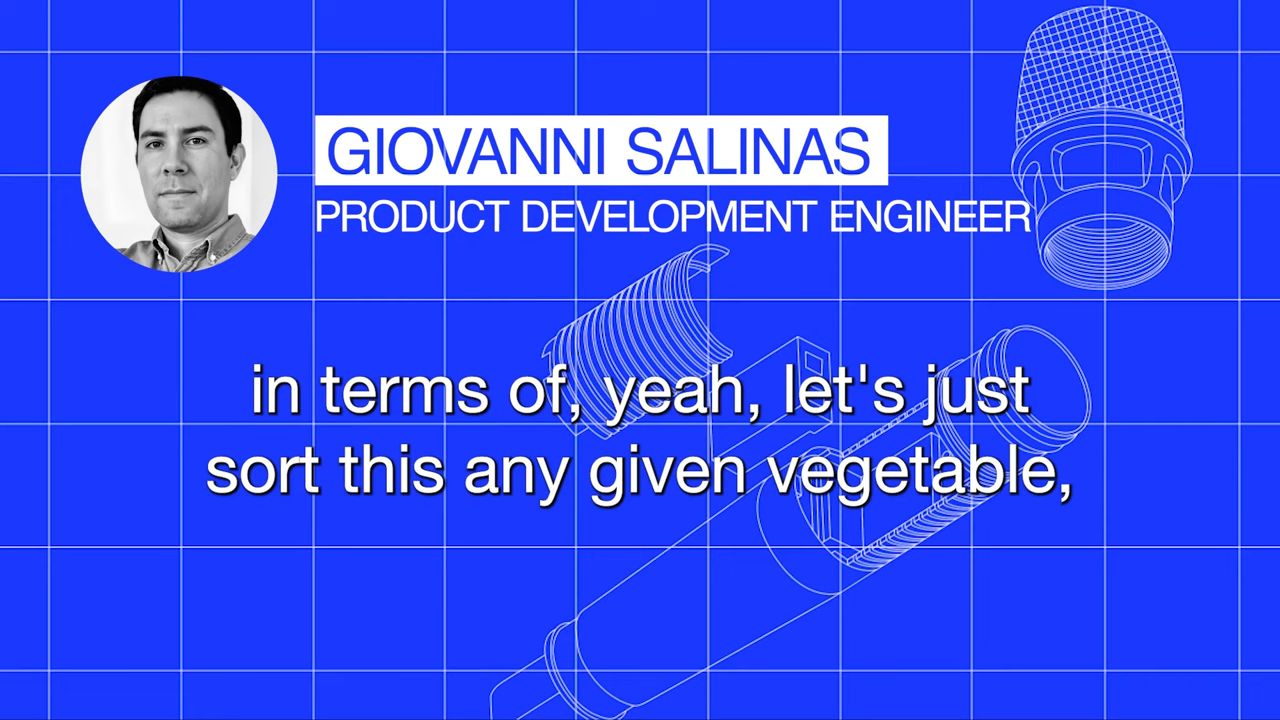 GIOVANNI SALINAS
PRODUCT DEVELOPMENT ENGINEER
in terms of, yeah, let's just
sort this any given vegetable,